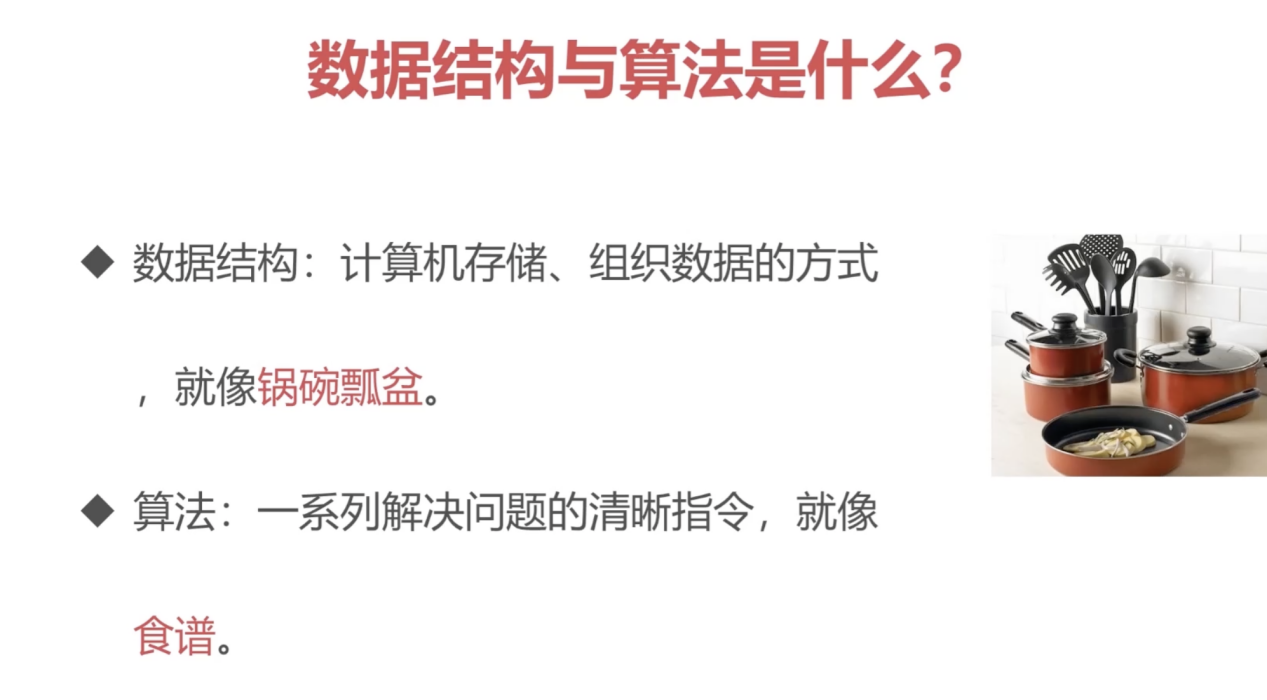 数据结构与算法是什么？
◆ 数据结构：计算机存储、组织数据的方式
，就像锅碗瓢盆。
◆ 算法：一系列解决问题的清晰指令，就像
食谱。